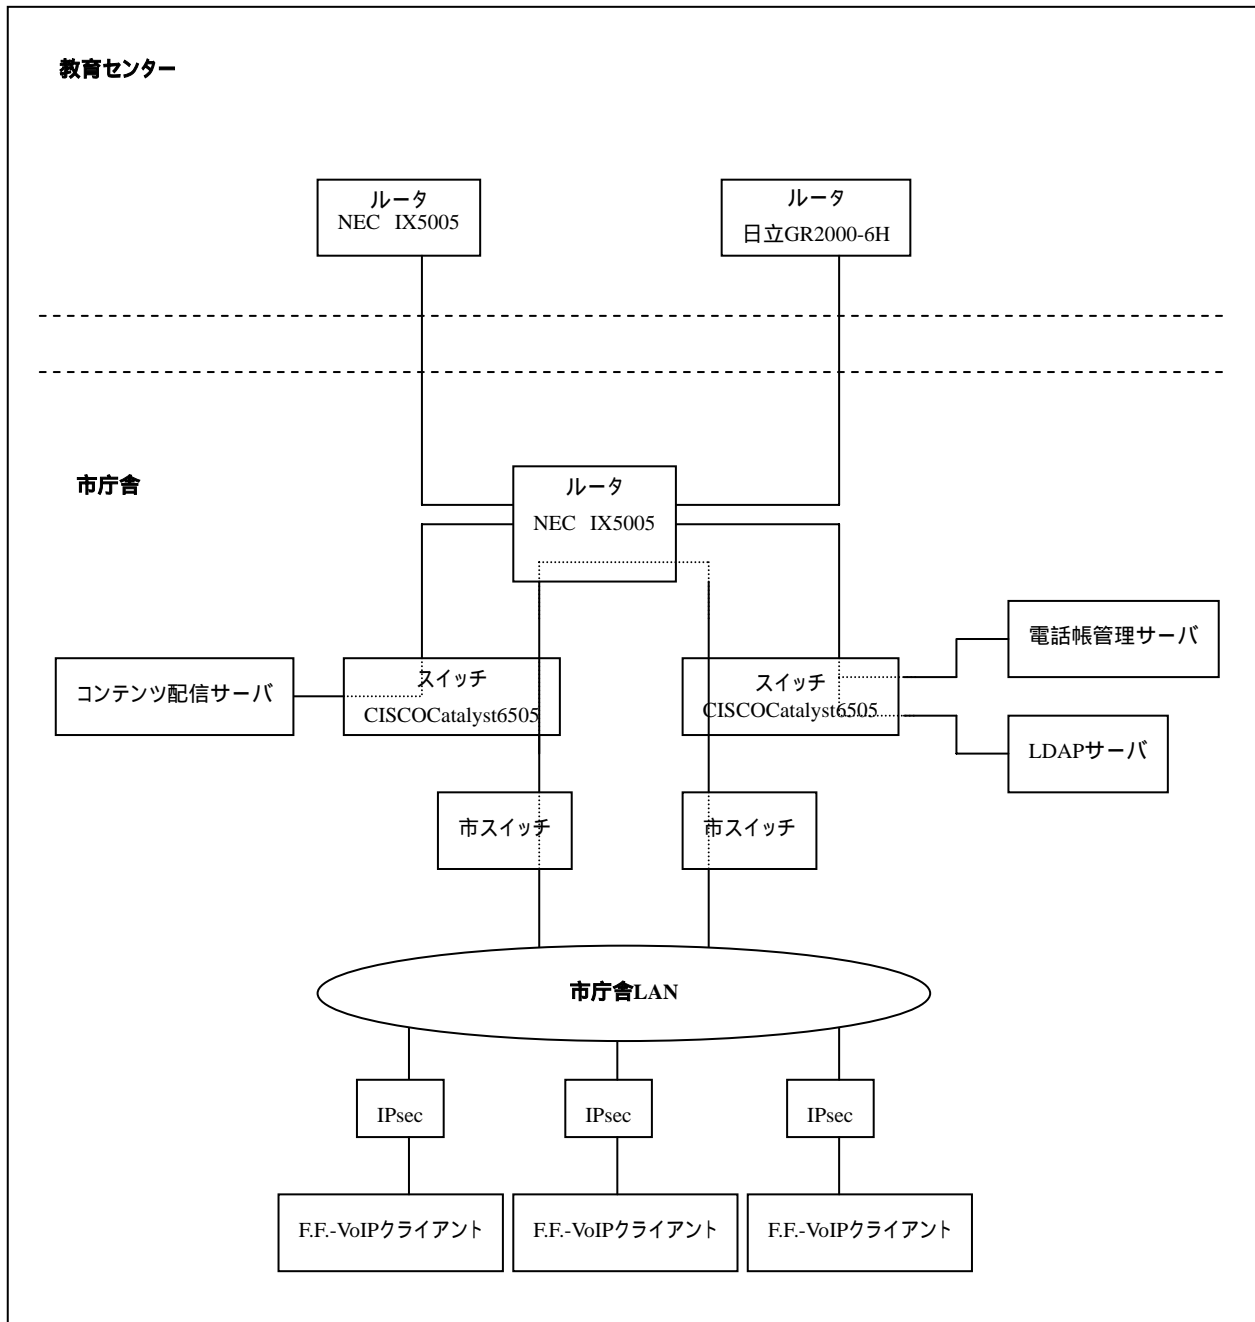 教育センター
ルータ
NEC IX5005
ルータ
日立GR2000-6H
市庁舎
ルータ
NEC IX5005
電話帳管理サーバ
コンテンツ配信サーバ
スイッチ
CISCOCatalyst6505
スイッチ
CISCOCatalyst6505
LDAPサーバ
市スイッチ
市スイッチ
市庁舎LAN
IPsec
IPsec
IPsec
F.F.-VoIPクライアント
F.F.-VoIPクライアント
F.F.-VoIPクライアント